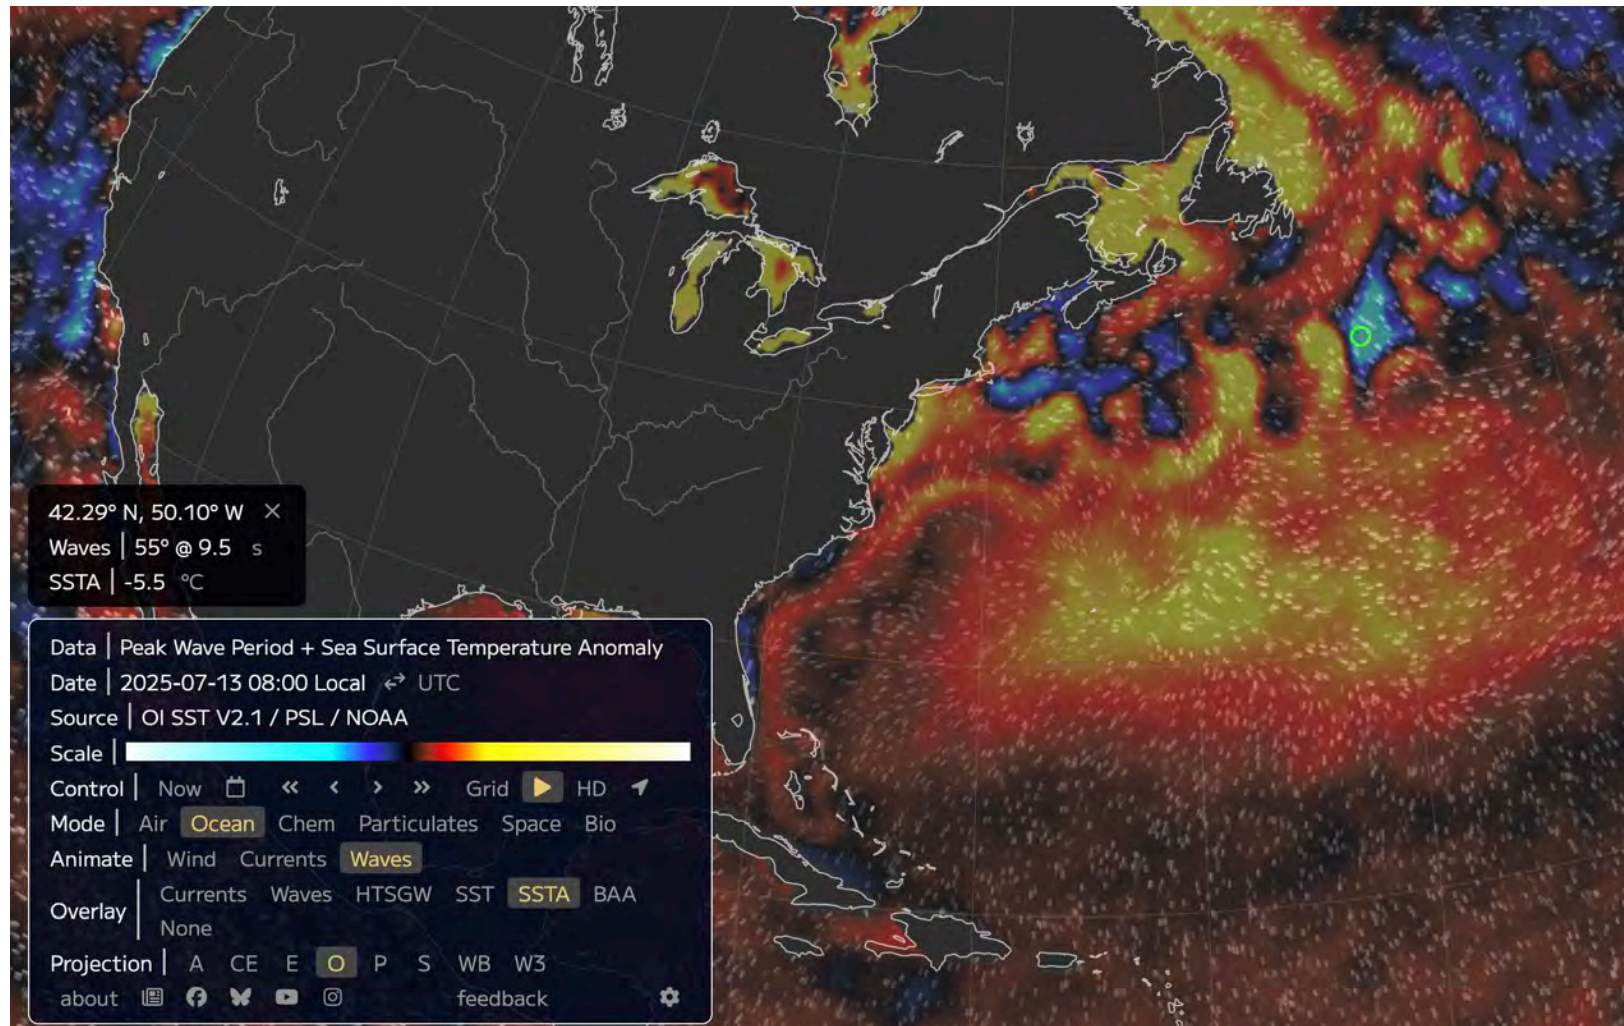 42.29° N, 50.10° W ×
Waves | 55° @ 9.5 s
SSTA | -5.5 °C
Data | Peak Wave Period + Sea Surface Temperature Anomaly
Date | 2025-07-13 08:00 Local ⇄ UTC
Source | OI SST V2.1 / PSL / NOAA
Scale |
Control | Now « ‹ › » Grid HD
Mode | Air Ocean Chem Particulates Space Bio
Animate | Wind Currents Waves
Overlay | Currents Waves HTSGW SST SSTA BAA
None
Projection | A CE E O P S WB W3
about feedback